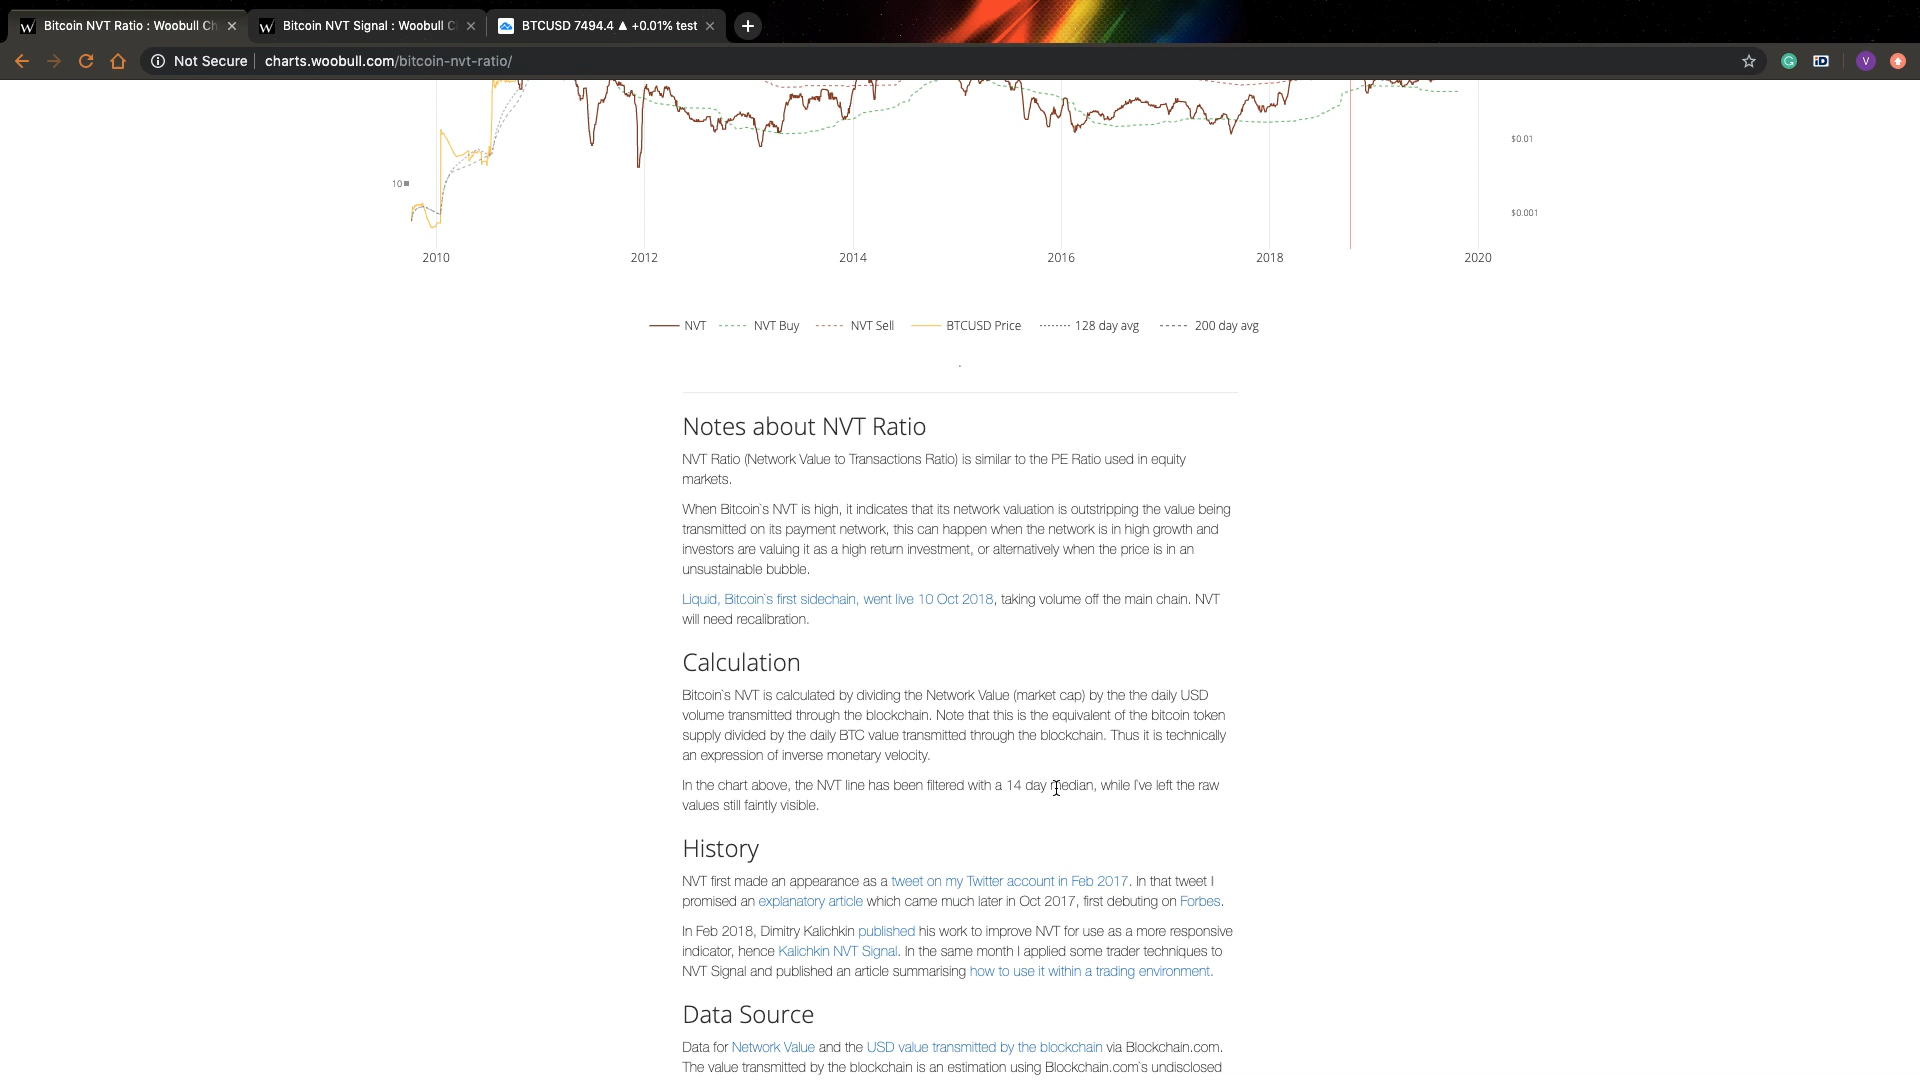 Bitcoin NVT Ratio : Woobull Ch
Bitcoin NVT Signal : Woobull C
BTCUSD 7494.4 ▲ +0.01% test
Not Secure
charts.woobull.com/bitcoin-nvt-ratio/
V
$0.01
10
$0.001
2010 2012 2014 2016 2018 2020
NVT NVT Buy NVT Sell BTCUSD Price 128 day avg 200 day avg
Notes about NVT Ratio
NVT Ratio (Network Value to Transactions Ratio) is similar to the PE Ratio used in equity
markets.
When Bitcoin`s NVT is high, it indicates that its network valuation is outstripping the value being
transmitted on its payment network, this can happen when the network is in high growth and
investors are valuing it as a high return investment, or alternatively when the price is in an
unsustainable bubble.
Liquid, Bitcoin`s first sidechain, went live 10 Oct 2018, taking volume off the main chain. NVT
will need recalibration.
Calculation
Bitcoin`s NVT is calculated by dividing the Network Value (market cap) by the the daily USD
volume transmitted through the blockchain. Note that this is the equivalent of the bitcoin token
supply divided by the daily BTC value transmitted through the blockchain. Thus it is technically
an expression of inverse monetary velocity.
In the chart above, the NVT line has been filtered with a 14 day median, while I`ve left the raw
values still faintly visible.
History
NVT first made an appearance as a tweet on my Twitter account in Feb 2017. In that tweet I
promised an explanatory article which came much later in Oct 2017, first debuting on Forbes.
In Feb 2018, Dimitry Kalichkin published his work to improve NVT for use as a more responsive
indicator, hence Kalichkin NVT Signal. In the same month I applied some trader techniques to
NVT Signal and published an article summarising how to use it within a trading environment.
Data Source
Data for Network Value and the USD value transmitted by the blockchain via Blockchain.com.
The value transmitted by the blockchain is an estimation using Blockchain.com`s undisclosed